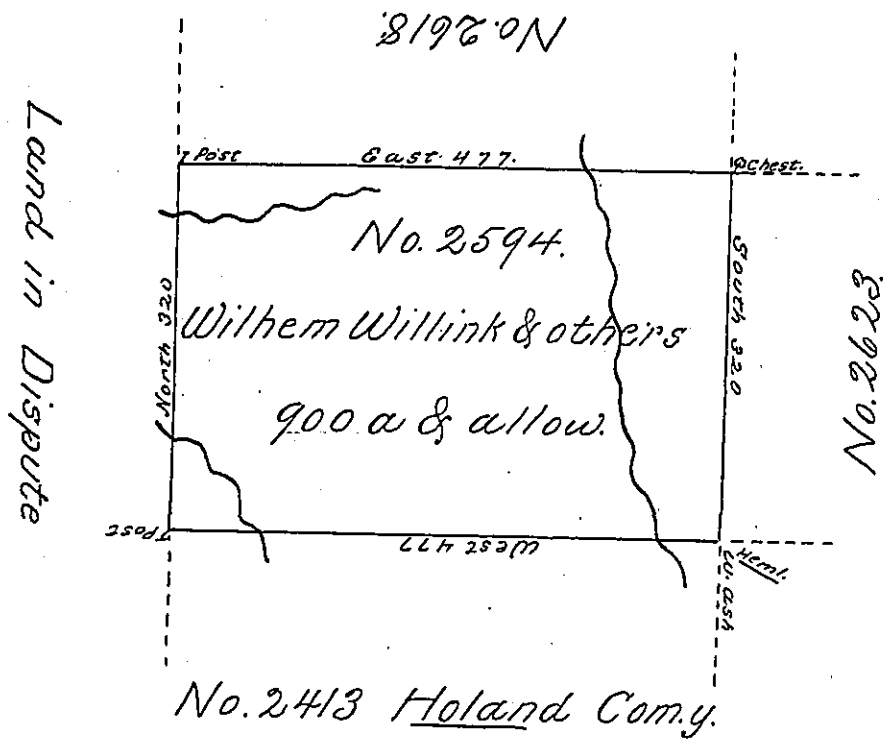 No. 2618.
Post
East 477.
Chest.
Land in Dispute
North 320
No. 2594.
Wilhem Willink & others
900 a & allow.
South 320
No. 2623.
Post
West 477
Heml.
W. ash
No. 2413 Holand Com.y.